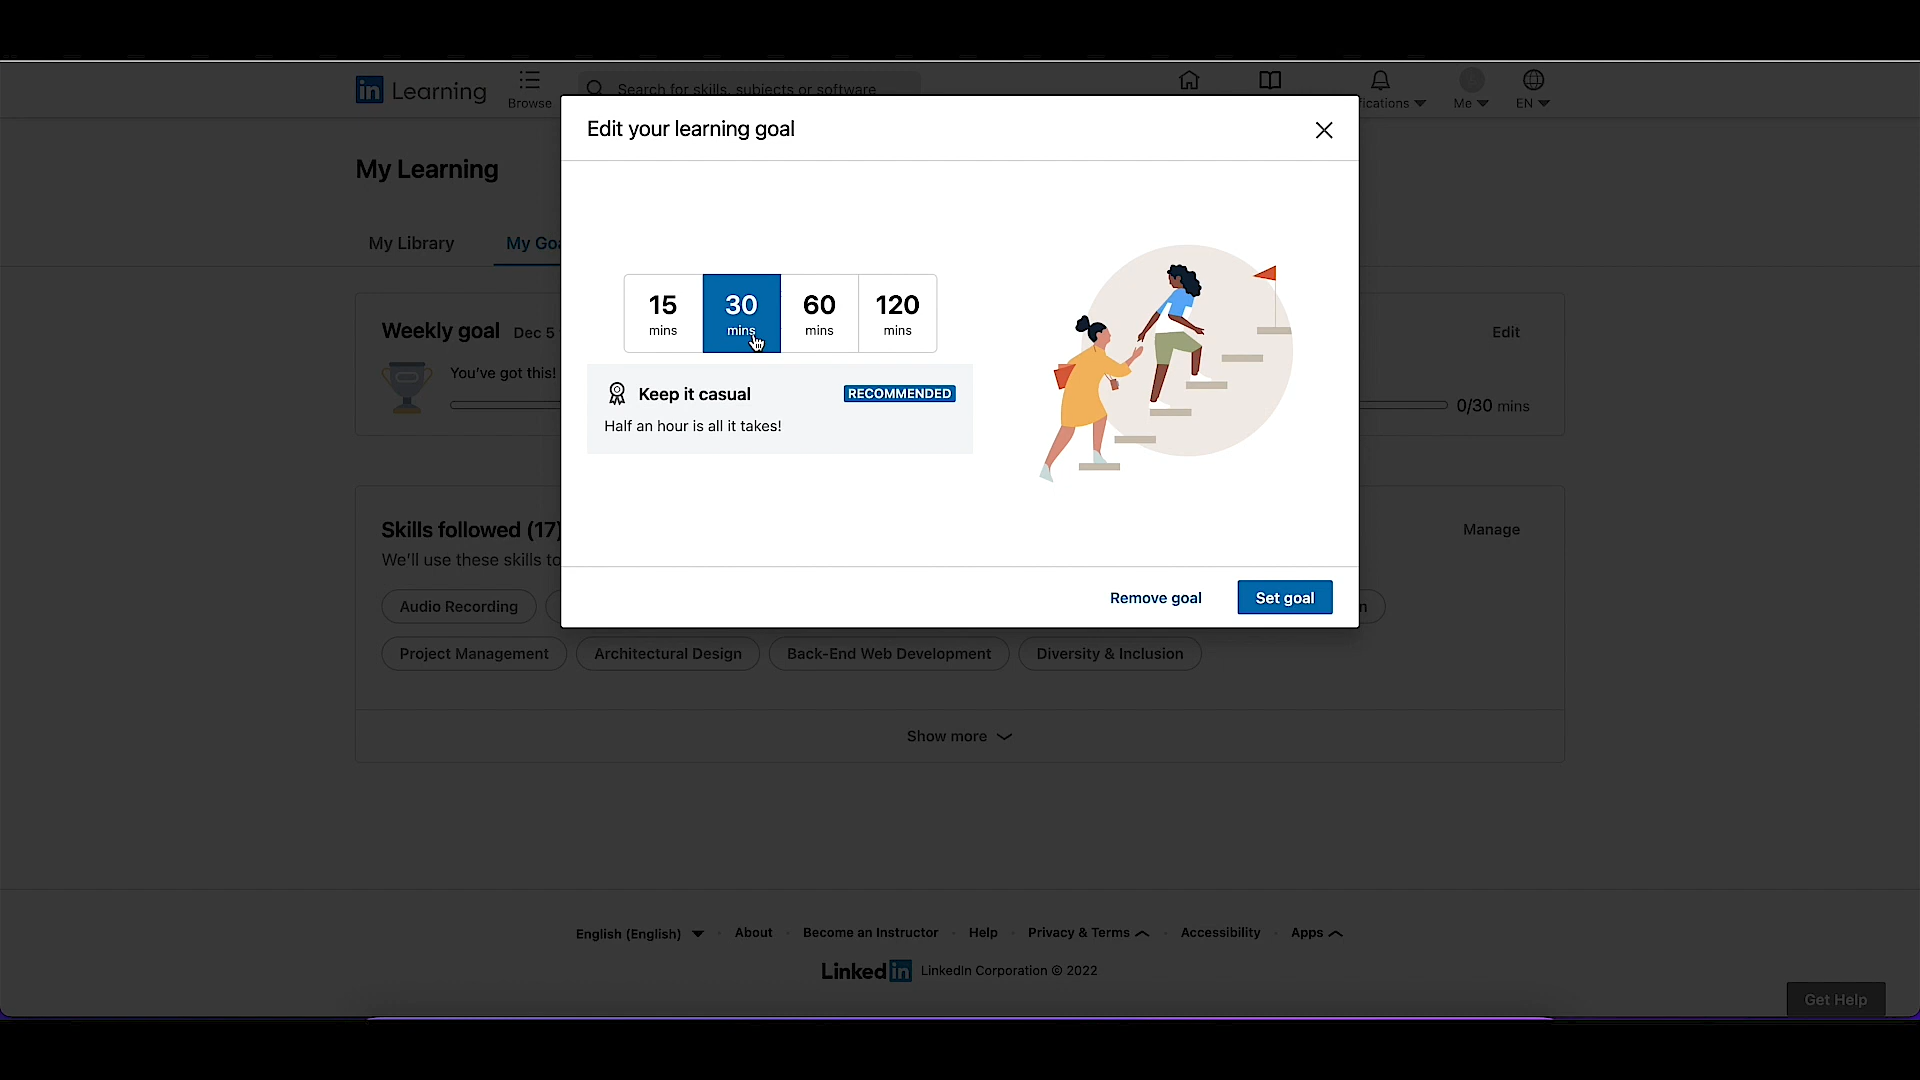 in Learning
Browse
Search for skills, subjects or software
Me
EN
Edit your learning goal
My Learning
My Library
15 mins
30 mins
60 mins
120 mins
Weekly goal Dec 5
Edit
You've got this!
0/30 mins
Keep it casual
RECOMMENDED
Half an hour is all it takes!
Skills followed (17)
Manage
We'll use these skills to
Remove goal
Set goal
Audio Recording
Project Management
Architectural Design
Back-End Web Development
Diversity & Inclusion
Show more
English (English)
About
Become an Instructor
Help
Privacy & Terms
Accessibility
Apps
Linked in LinkedIn Corporation © 2022
Get Help